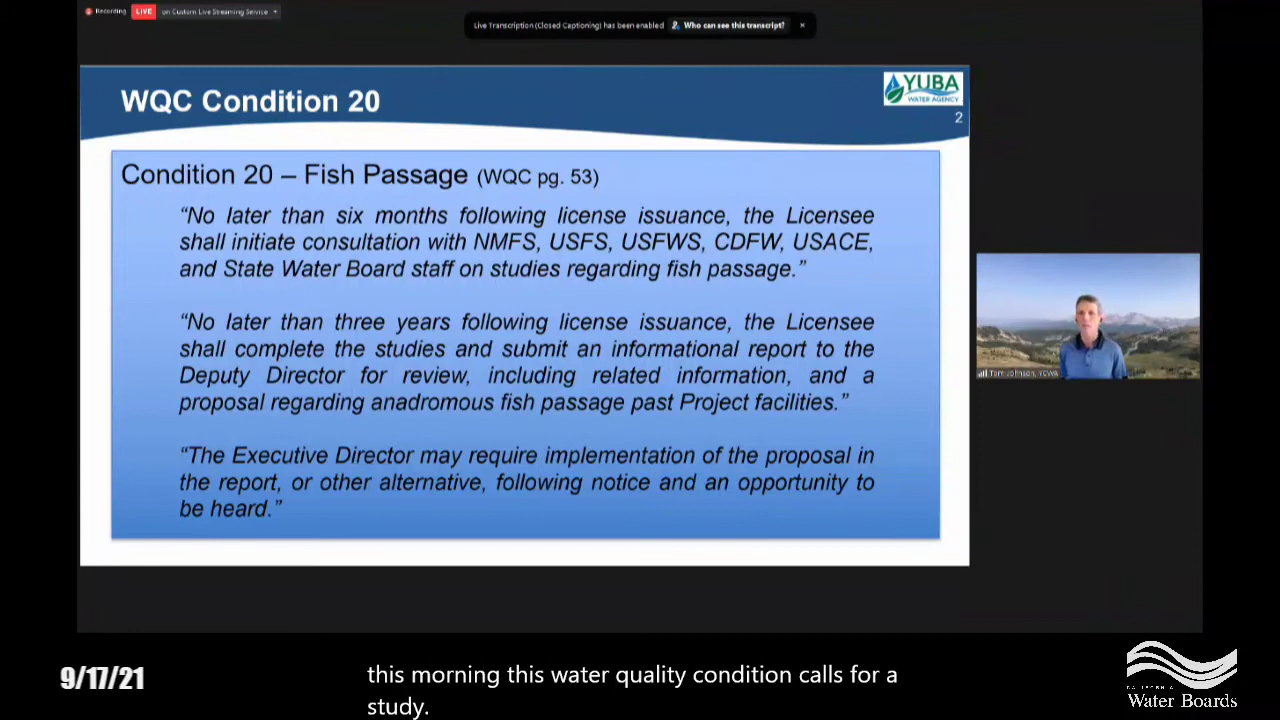 Recording LIVE on Custom Live Streaming Service
Live Transcription (Closed Captioning) has been enabled Who can see this transcript? ×
WQC Condition 20
YUBA
WATER AGENCY
2
Condition 20 – Fish Passage (WQC pg. 53)
“No later than six months following license issuance, the Licensee
shall initiate consultation with NMFS, USFS, USFWS, CDFW, USACE,
and State Water Board staff on studies regarding fish passage.”
“No later than three years following license issuance, the Licensee
shall complete the studies and submit an informational report to the
Deputy Director for review, including related information, and a
proposal regarding anadromous fish passage past Project facilities.”
“The Executive Director may require implementation of the proposal in
the report, or other alternative, following notice and an opportunity to
be heard.”
Tom Johnson, YCWA
9/17/21
this morning this water quality condition calls for a
study.
CALIFORNIA
Water Boards